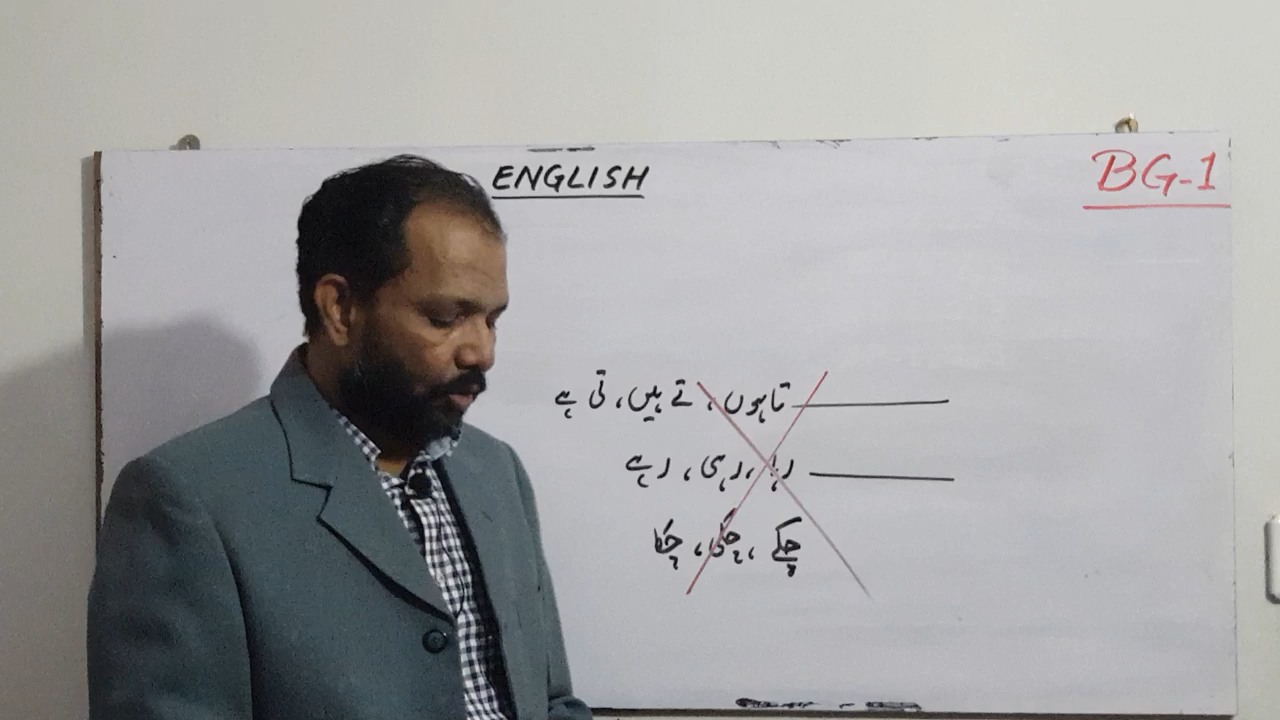 ENGLISH
BG-1
تا ہوں، تے ہیں، تی ہے
رہا، رہی، رہے
چکے، چکی، چکا